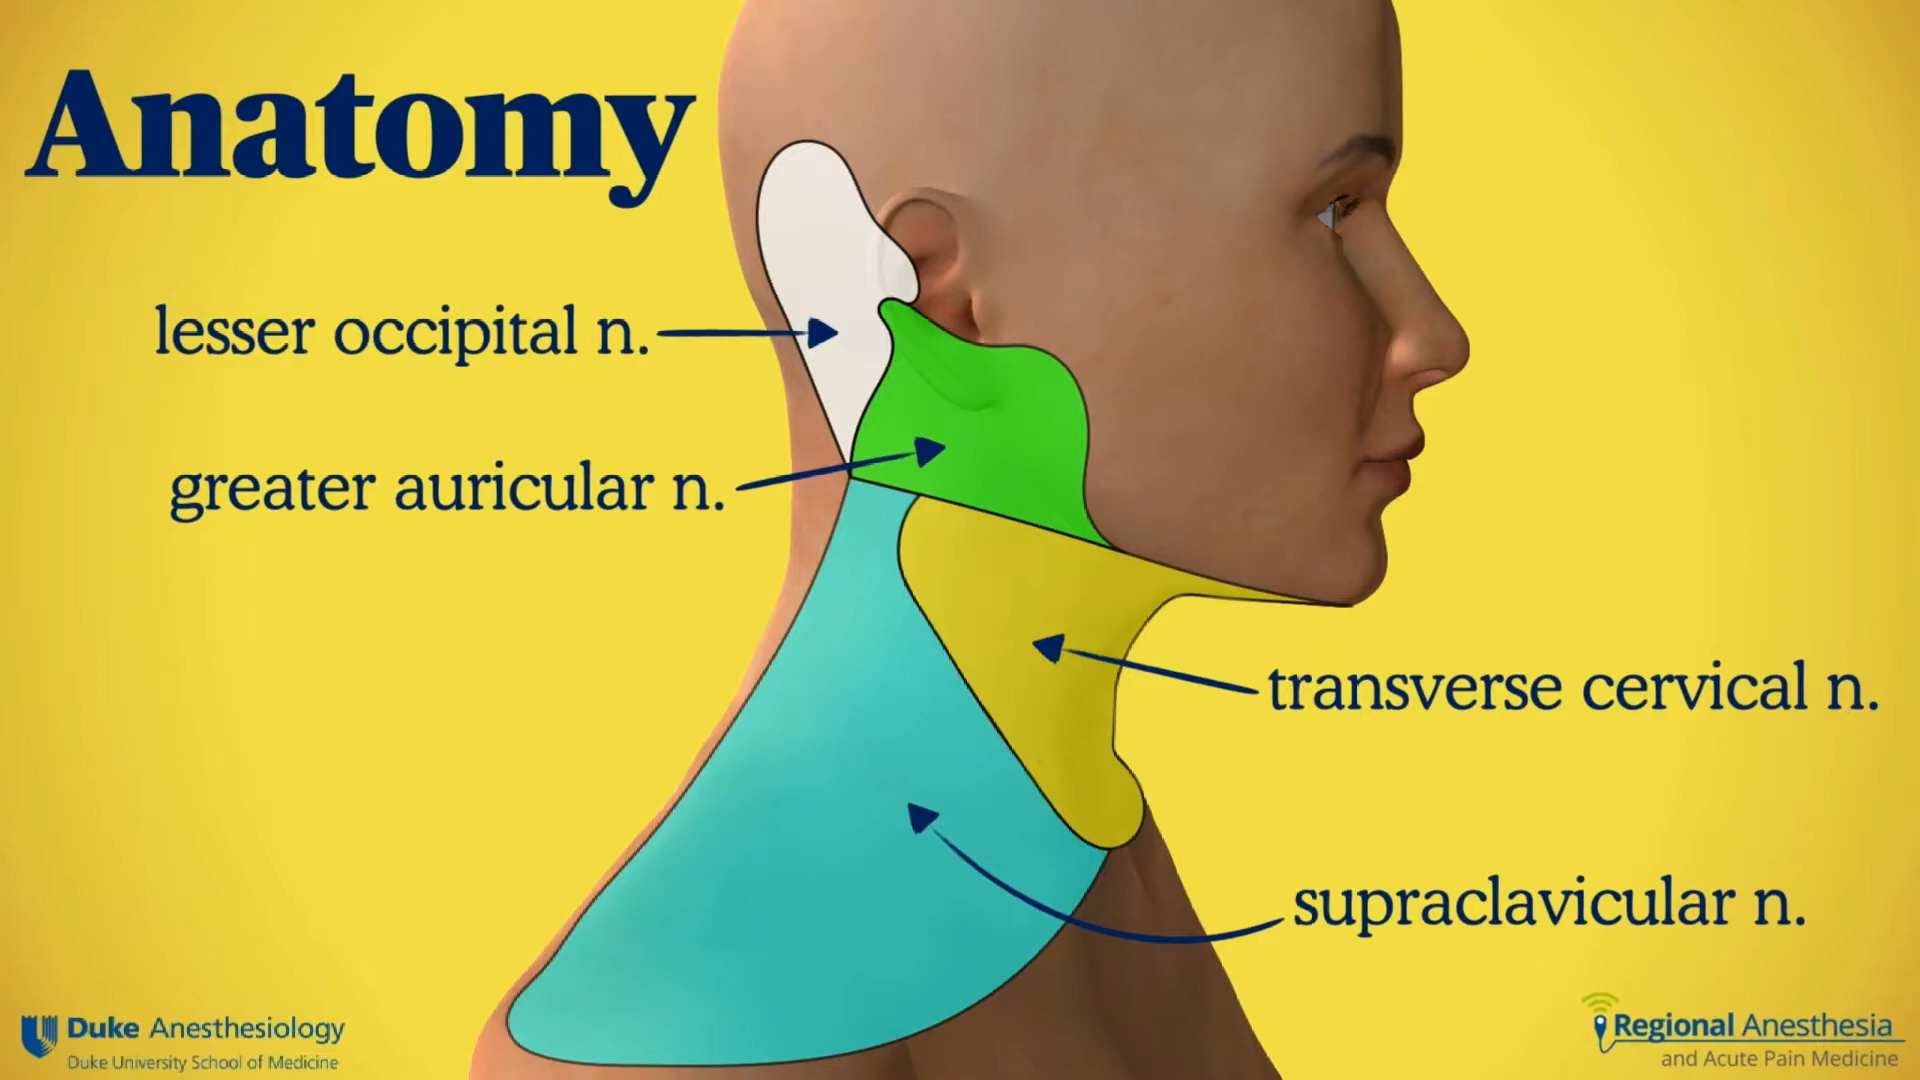 Anatomy
lesser occipital n.
greater auricular n.
transverse cervical n.
supraclavicular n.
Duke Anesthesiology
Duke University School of Medicine
Regional Anesthesia
and Acute Pain Medicine